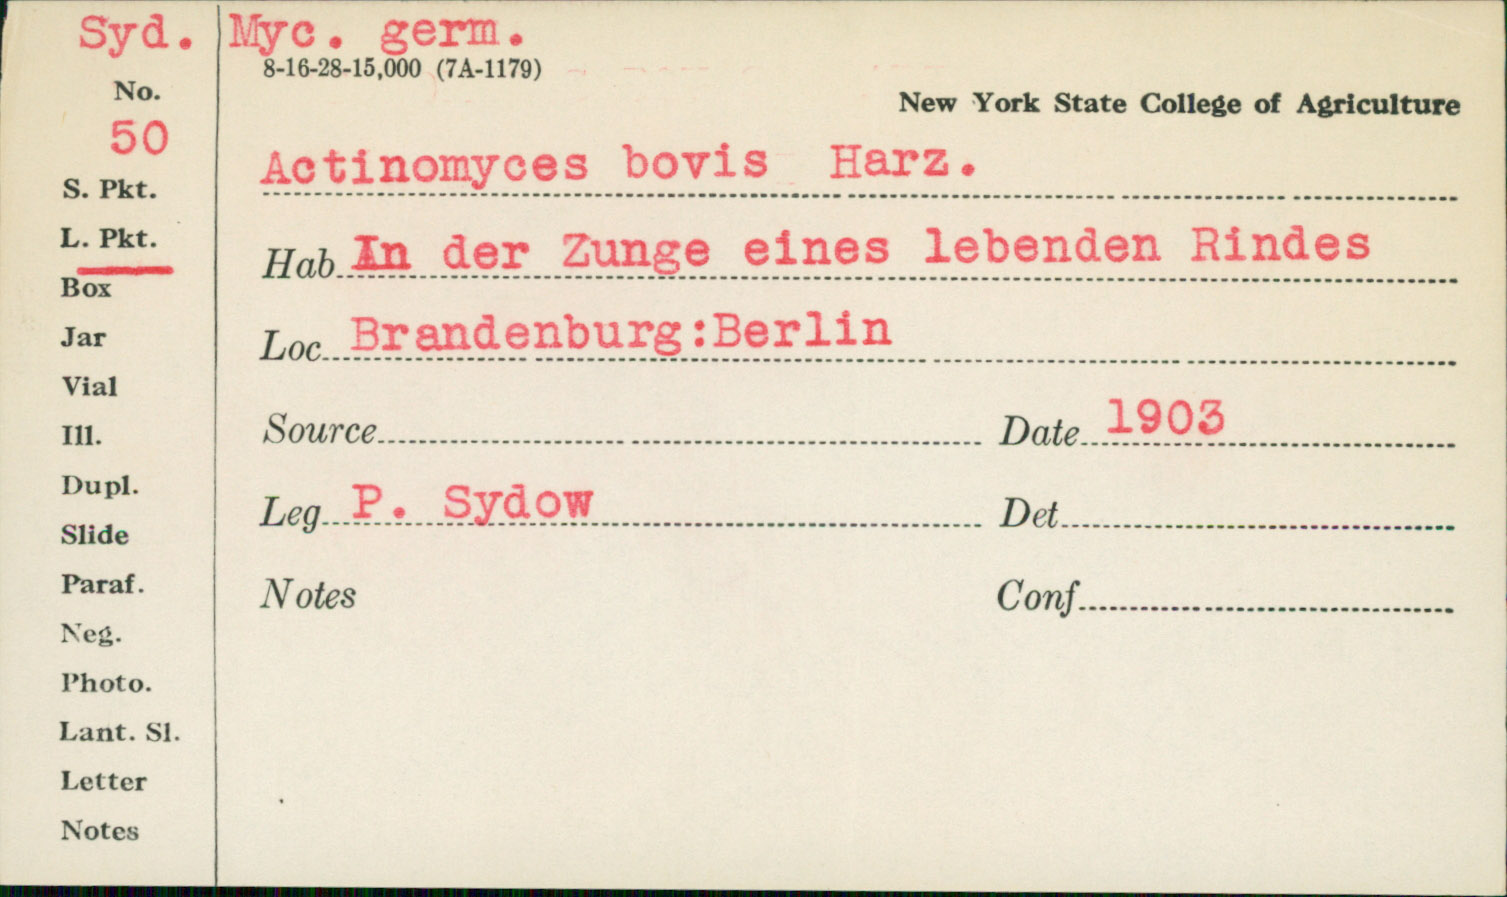 Syd. Myc. germ.
8-16-28-15,000 (7A-1179)
No.
New York State College of Agriculture
50
Actinomyces bovis Harz.
S. Pkt.
L. Pkt.
Hab. In der Zunge eines lebenden Rindes
Box
Jar
Loc. Brandenburg:Berlin
Vial
Ill.
Source Date 1903
Dupl.
Leg. P. Sydow Det.
Slide
Paraf.
Notes Conf.
Neg.
Photo.
Lant. Sl.
Letter
Notes